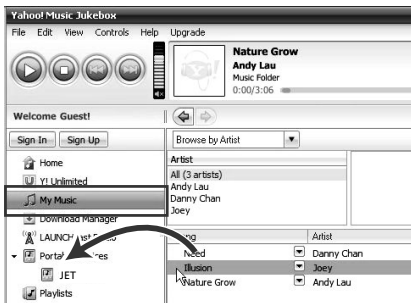 Yahoo! Music Jukebox
File Edit View Controls Help Upgrade
Nature Grow
Andy Lau
Music Folder
0:00/3:06
Welcome Guest!
Sign In Sign Up
Browse by Artist
Home
Y! Unlimited
My Music
Download Manager
LAUNCH
JET
Playlists
Artist
All (3 artists)
Andy Lau
Danny Chan
Joey
Artist
Need Danny Chan
Illusion Joey
Nature Grow Andy Lau